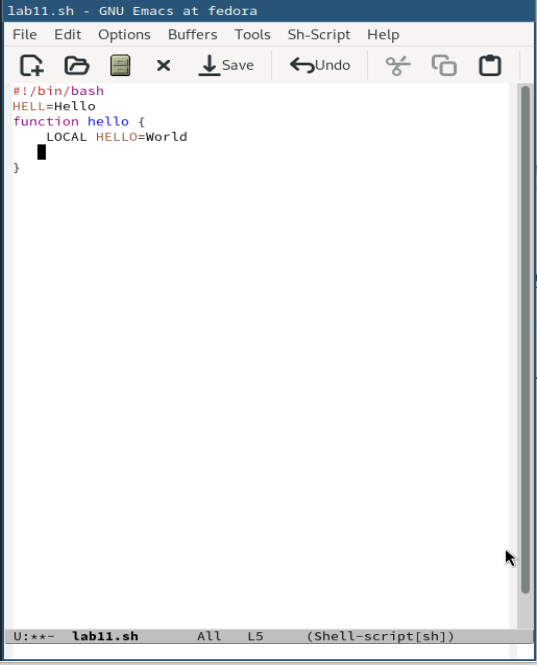 lab11.sh - GNU Emacs at fedora
File Edit Options Buffers Tools Sh-Script Help
Save Undo
#!/bin/bash
HELL=Hello
function hello {
    LOCAL HELLO=World
}
U:**-  lab11.sh       All   L5     (Shell-script[sh])